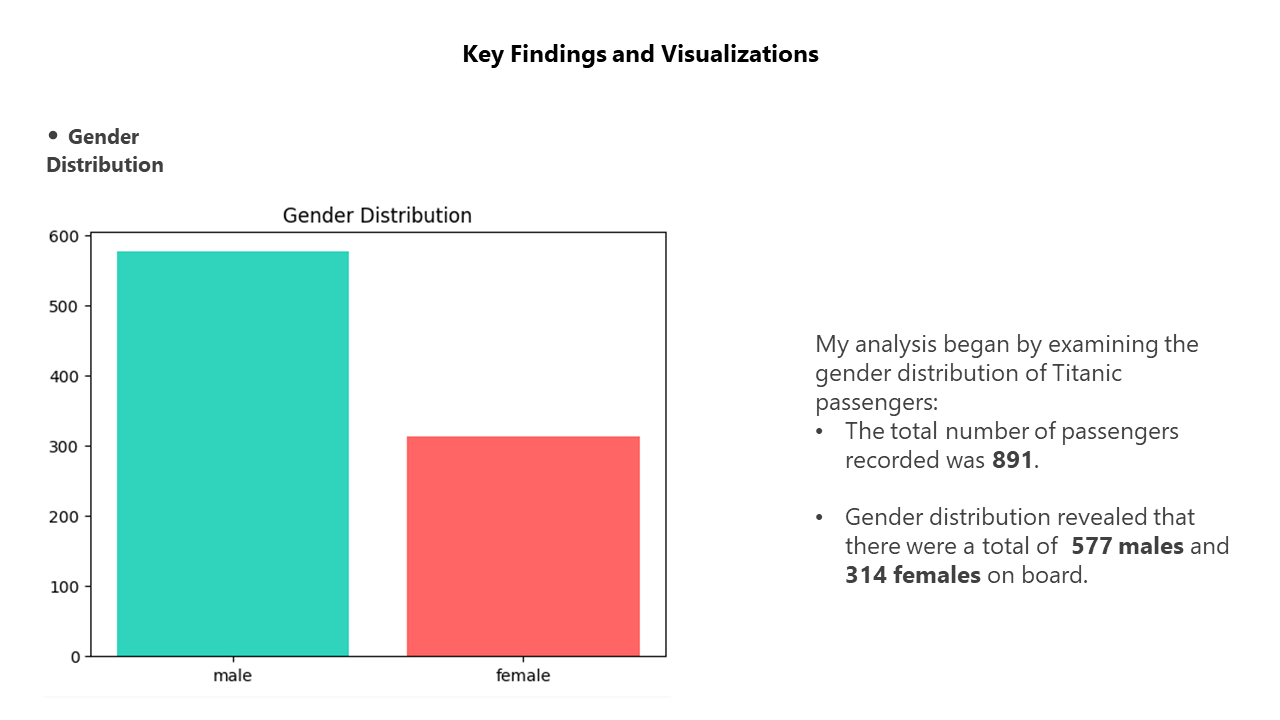 Key Findings and Visualizations
• Gender
Distribution
Gender Distribution
600
500
400
300
200
100
0
male
female
My analysis began by examining the
gender distribution of Titanic
passengers:
• The total number of passengers
recorded was 891.
• Gender distribution revealed that
there were a total of 577 males and
314 females on board.